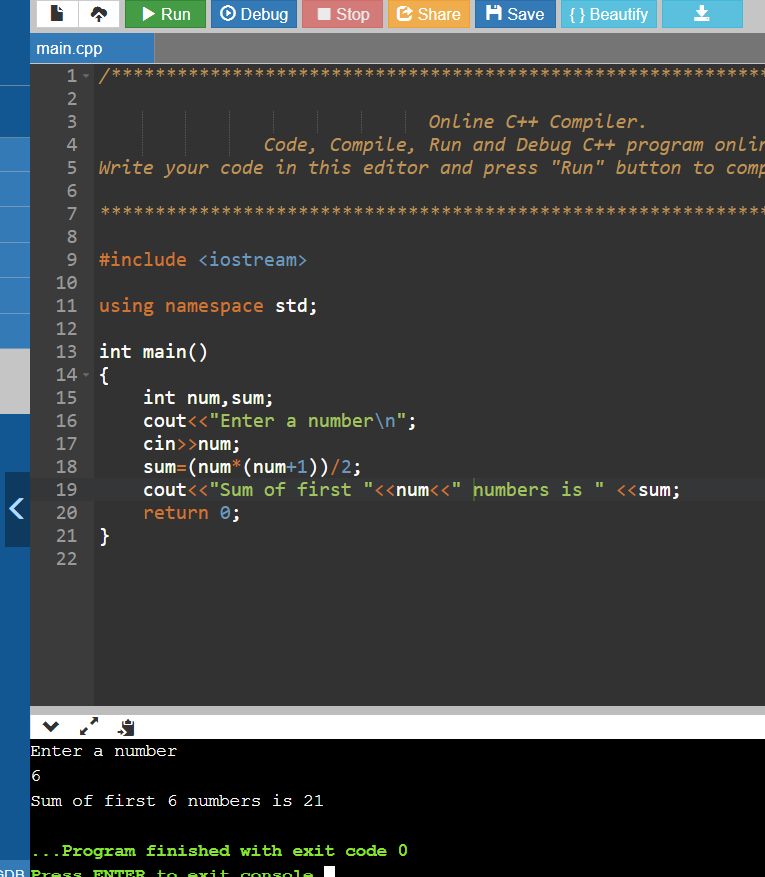 Run Debug Stop Share Save { } Beautify
main.cpp
1 /************************************************************
2
3 Online C++ Compiler.
4 Code, Compile, Run and Debug C++ program
5 Write your code in this editor and press "Run" button to
6
7 *************************************************************
8
9 #include <iostream>
10
11 using namespace std;
12
13 int main()
14 {
15     int num,sum;
16     cout<<"Enter a number\n";
17     cin>>num;
18     sum=(num*(num+1))/2;
19     cout<<"Sum of first "<<num<<" numbers is " <<sum;
20     return 0;
21 }
22
Enter a number
6
Sum of first 6 numbers is 21
...Program finished with exit code 0
Press ENTER to exit console.